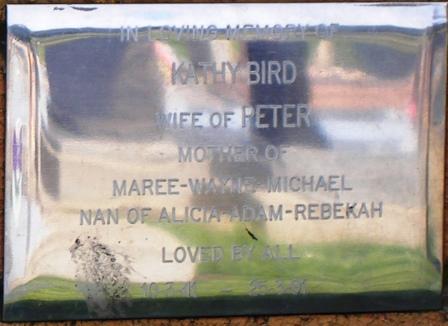 IN LOVING MEMORY OF
KATHY BIRD
WIFE OF PETER
MOTHER OF
MAREE-WAYNE-MICHAEL
NAN OF ALICIA-ADAM-REBEKAH
LOVED BY ALL